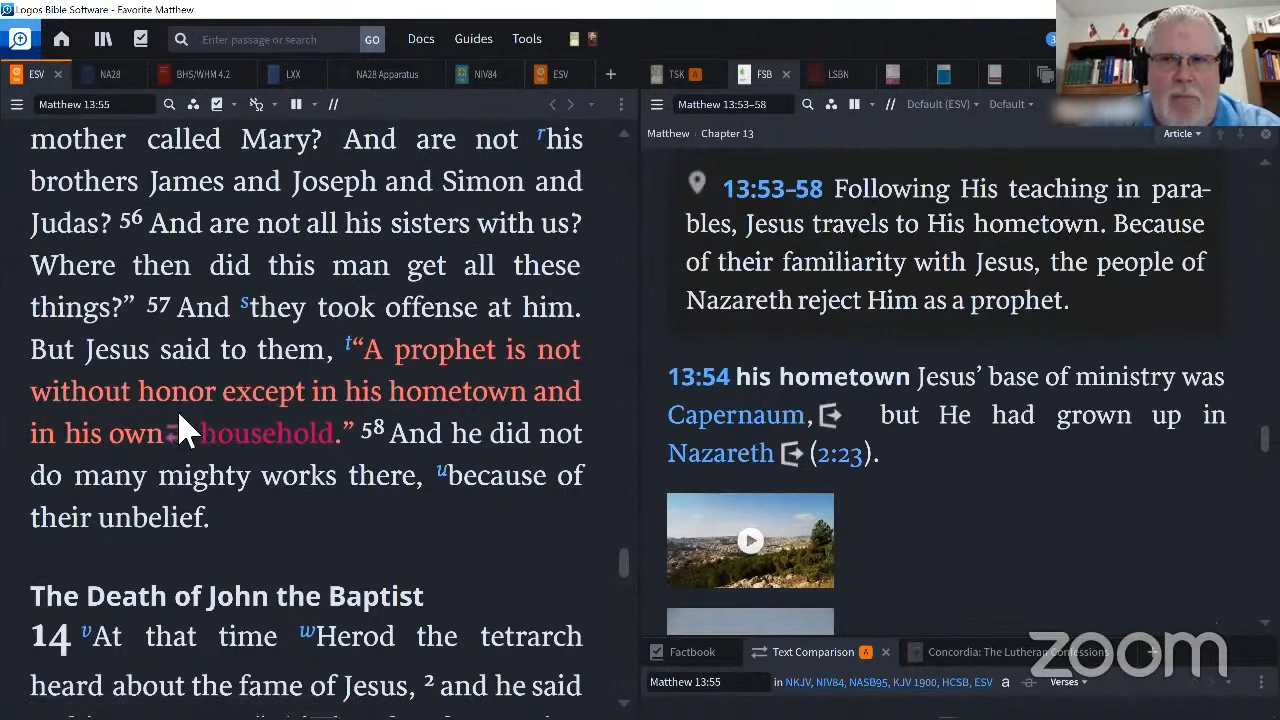 Logos Bible Software - Favorite Matthew
Enter passage or search
GO
Docs
Guides
Tools
ESV
NA28
BHS/WHM 4.2
LXX
NA28 Apparatus
NIV84
ESV
TSK
A
FSB
LSBN
Matthew 13:55
Matthew 13:53–58
Default (ESV)
Default
Matthew › Chapter 13
Article
mother called Mary? And are not rhis
brothers James and Joseph and Simon and
Judas? 56 And are not all his sisters with us?
Where then did this man get all these
things?” 57 And sthey took offense at him.
But Jesus said to them, t“A prophet is not
without honor except in his hometown and
in his own household.” 58 And he did not
do many mighty works there, ubecause of
their unbelief.
The Death of John the Baptist
14 vAt that time wHerod the tetrarch
heard about the fame of Jesus, 2 and he said
13:53–58 Following His teaching in para-
bles, Jesus travels to His hometown. Because
of their familiarity with Jesus, the people of
Nazareth reject Him as a prophet.
13:54 his hometown Jesus’ base of ministry was
Capernaum, but He had grown up in
Nazareth (2:23).
Factbook
Text Comparison
A
Concordia: The Lutheran Confessions
Matthew 13:55
in NKJV, NIV84, NASB95, KJV 1900, HCSB, ESV
a
a
Verses
zoom